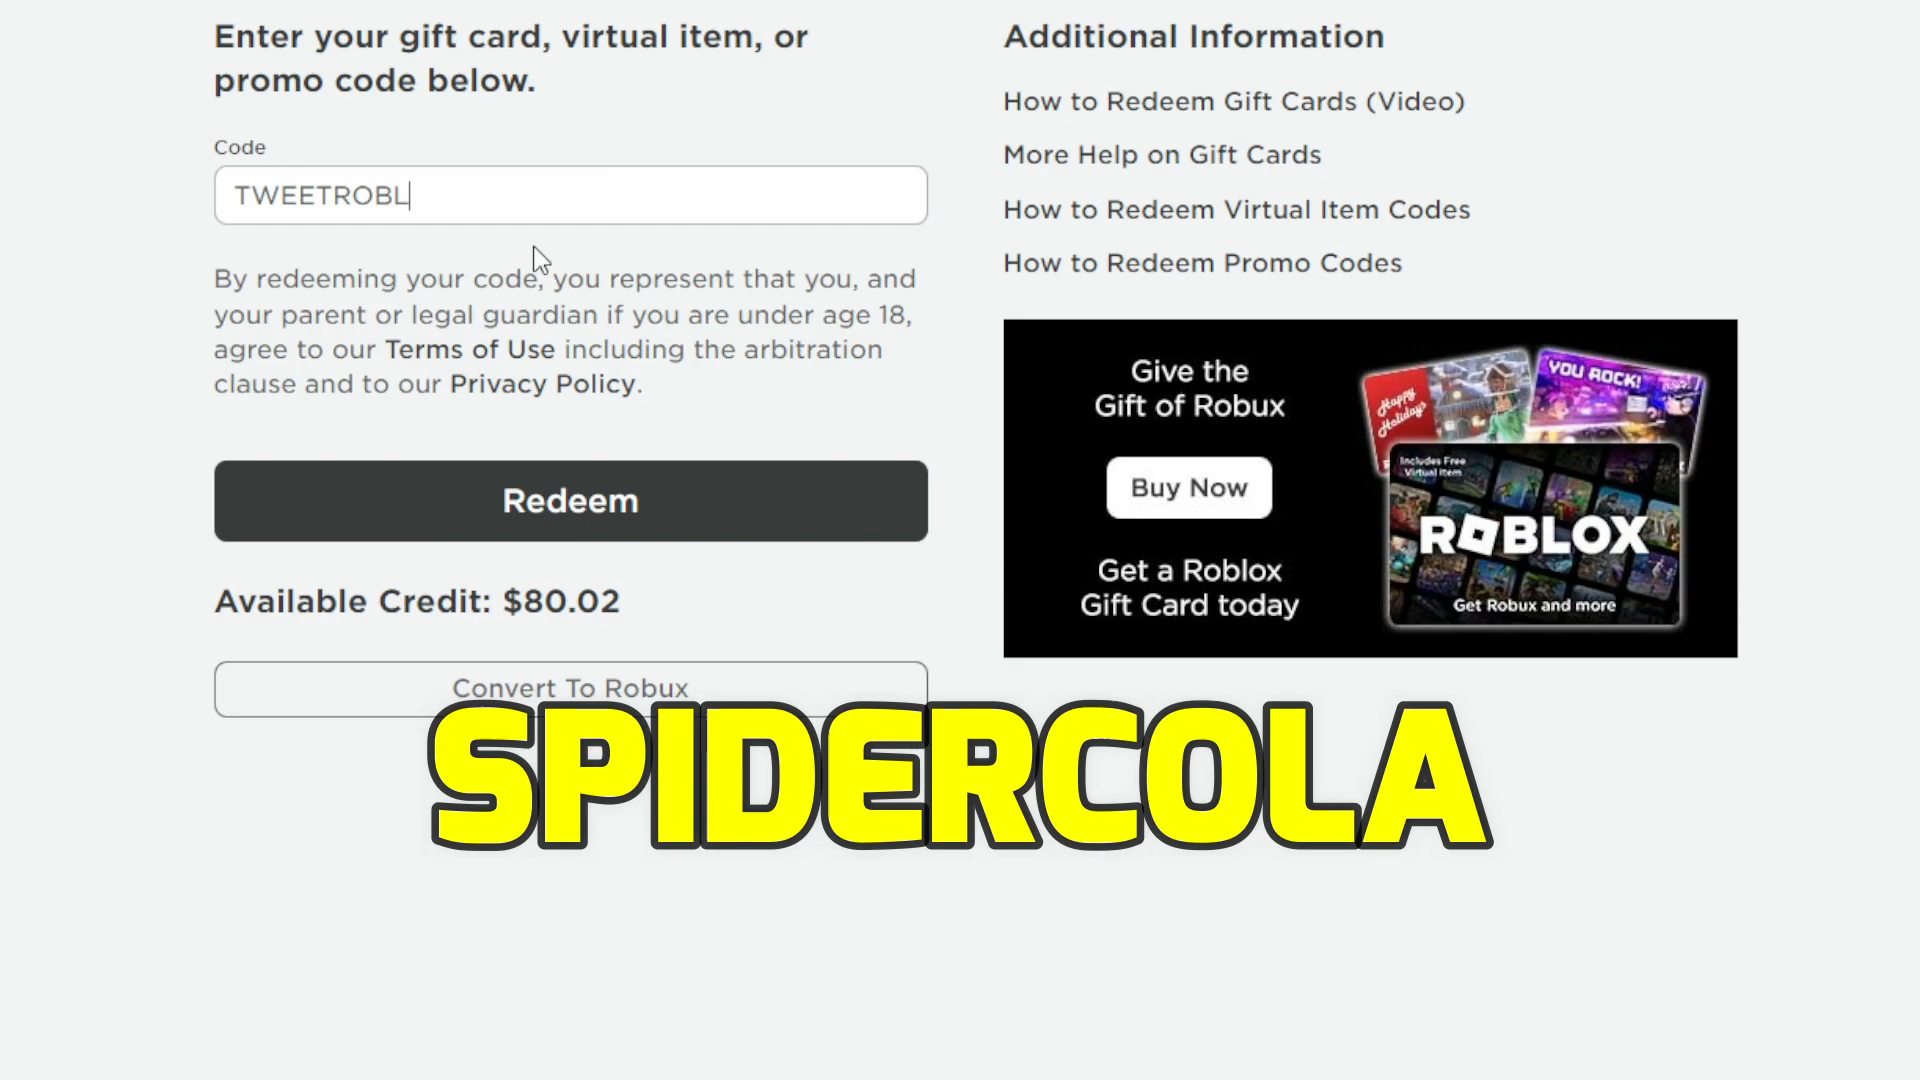 Enter your gift card, virtual item, or
promo code below.
Code
TWEETROBL
By redeeming your code, you represent that you, and
your parent or legal guardian if you are under age 18,
agree to our Terms of Use including the arbitration
clause and to our Privacy Policy.
Redeem
Available Credit: $80.02
Convert To Robux
Additional Information
How to Redeem Gift Cards (Video)
More Help on Gift Cards
How to Redeem Virtual Item Codes
How to Redeem Promo Codes
Give the
Gift of Robux
Buy Now
Get a Roblox
Gift Card today
Happy
Holidays
YOU ROCK!
Includes Free
Virtual Item
ROBLOX
Get Robux and more
SPIDERCOLA